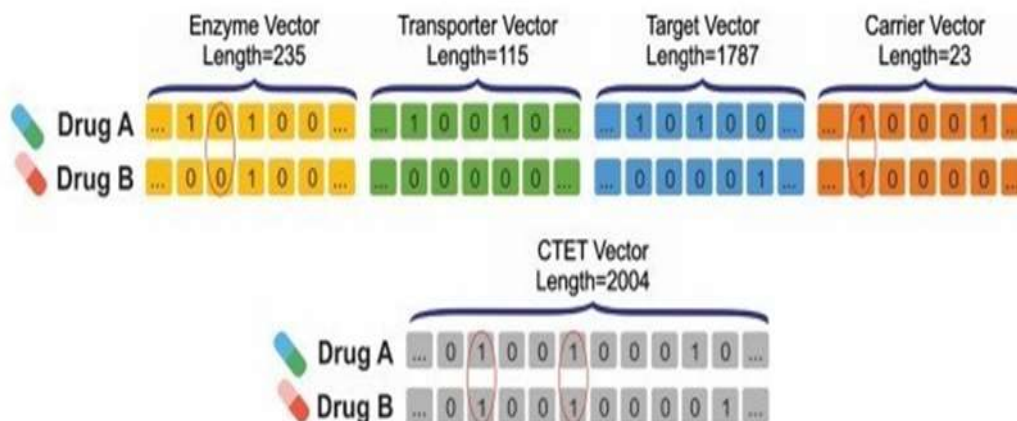 Enzyme Vector Transporter Vector Target Vector Carrier Vector
Length=235 Length=115 Length=1787 Length=23
Drug A ... 1 0 1 0 0 ... ... 1 0 0 1 0 ... ... 1 0 1 0 0 ... ... 1 0 0 0 1 ...
Drug B ... 0 0 1 0 0 ... ... 0 0 0 0 0 ... ... 0 0 0 0 1 ... ... 1 0 0 0 0 ...
CTET Vector
Length=2004
Drug A ... 0 1 0 0 1 0 0 0 1 0 ...
Drug B ... 0 1 0 0 1 0 0 0 0 1 ...